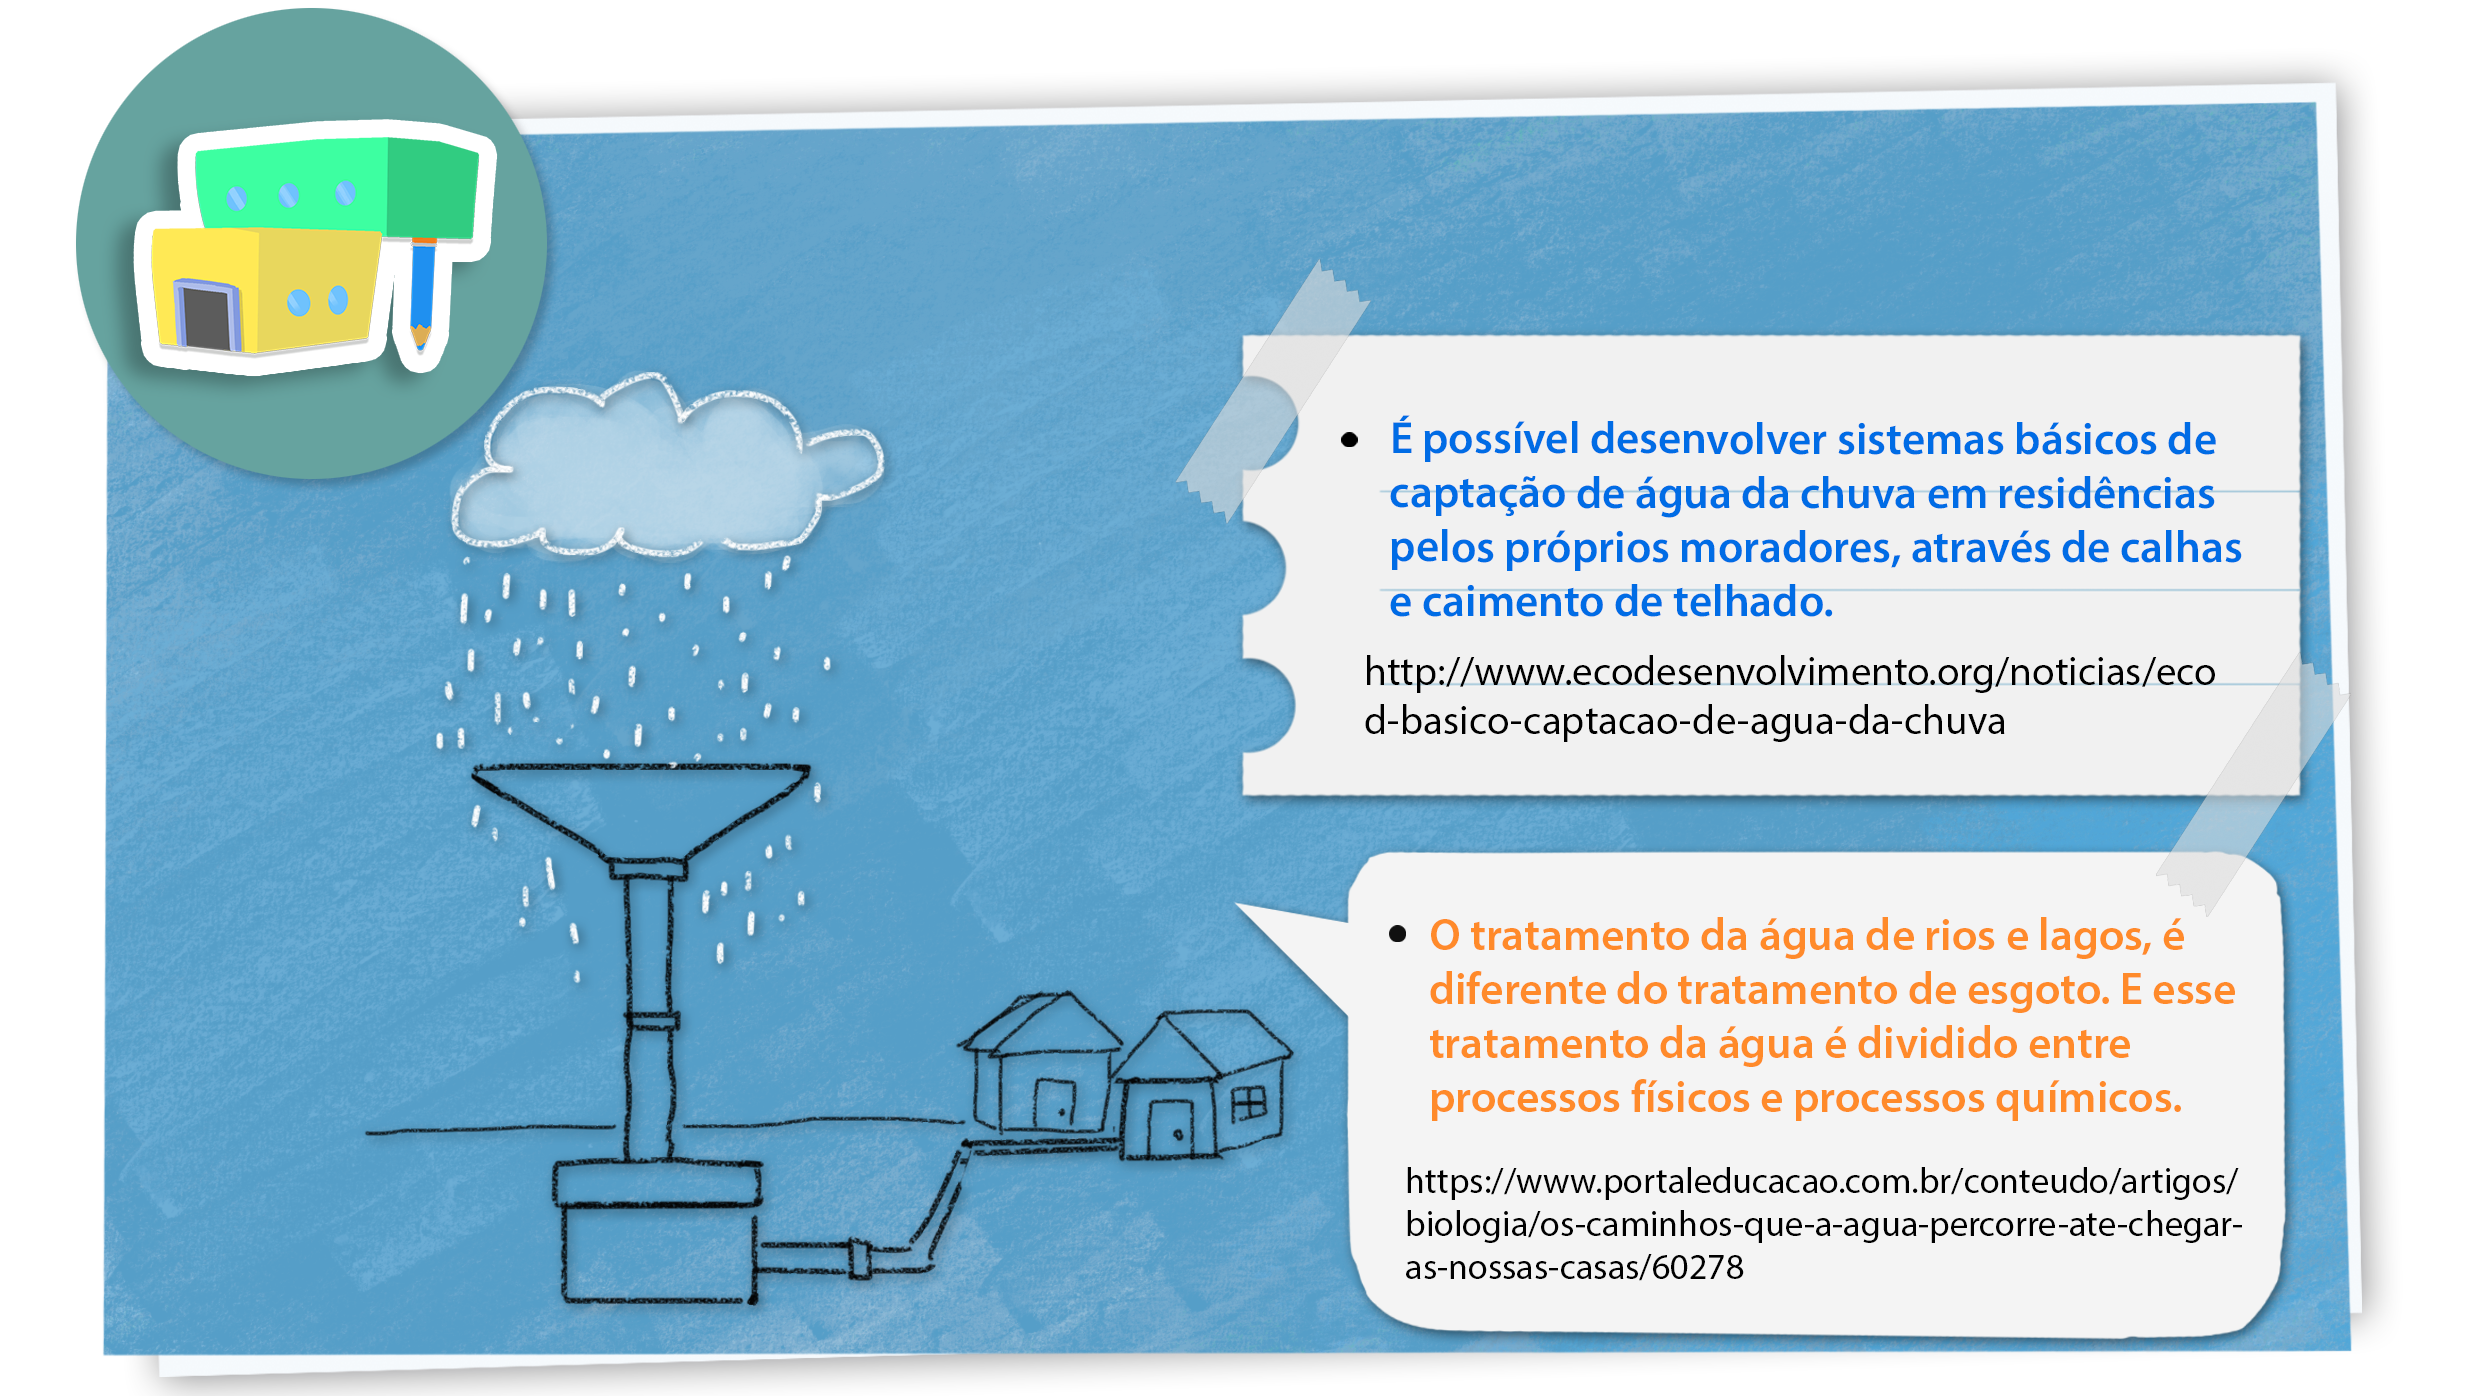 • É possível desenvolver sistemas básicos de
captação de água da chuva em residências
pelos próprios moradores, através de calhas
e caimento de telhado.
http://www.ecodesenvolvimento.org/noticias/eco
d-basico-captacao-de-agua-da-chuva
• O tratamento da água de rios e lagos, é
diferente do tratamento de esgoto. E esse
tratamento da água é dividido entre
processos físicos e processos químicos.
https://www.portaleducacao.com.br/conteudo/artigos/
biologia/os-caminhos-que-a-agua-percorre-ate-chegar-
as-nossas-casas/60278